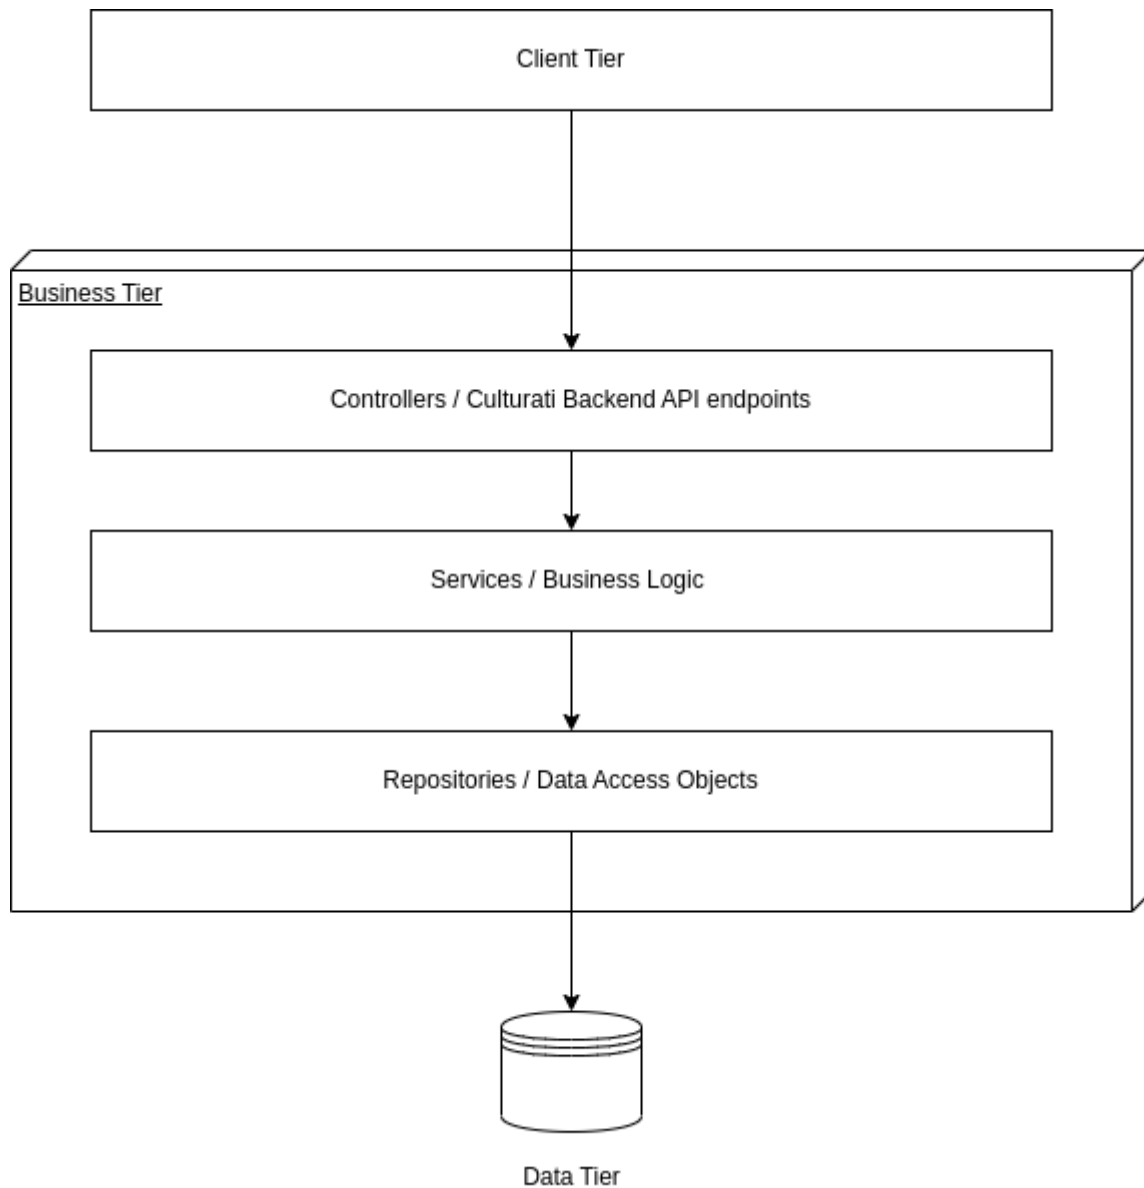 Client Tier
Business Tier
Controllers / Culturati Backend API endpoints
Services / Business Logic
Repositories / Data Access Objects
Data Tier